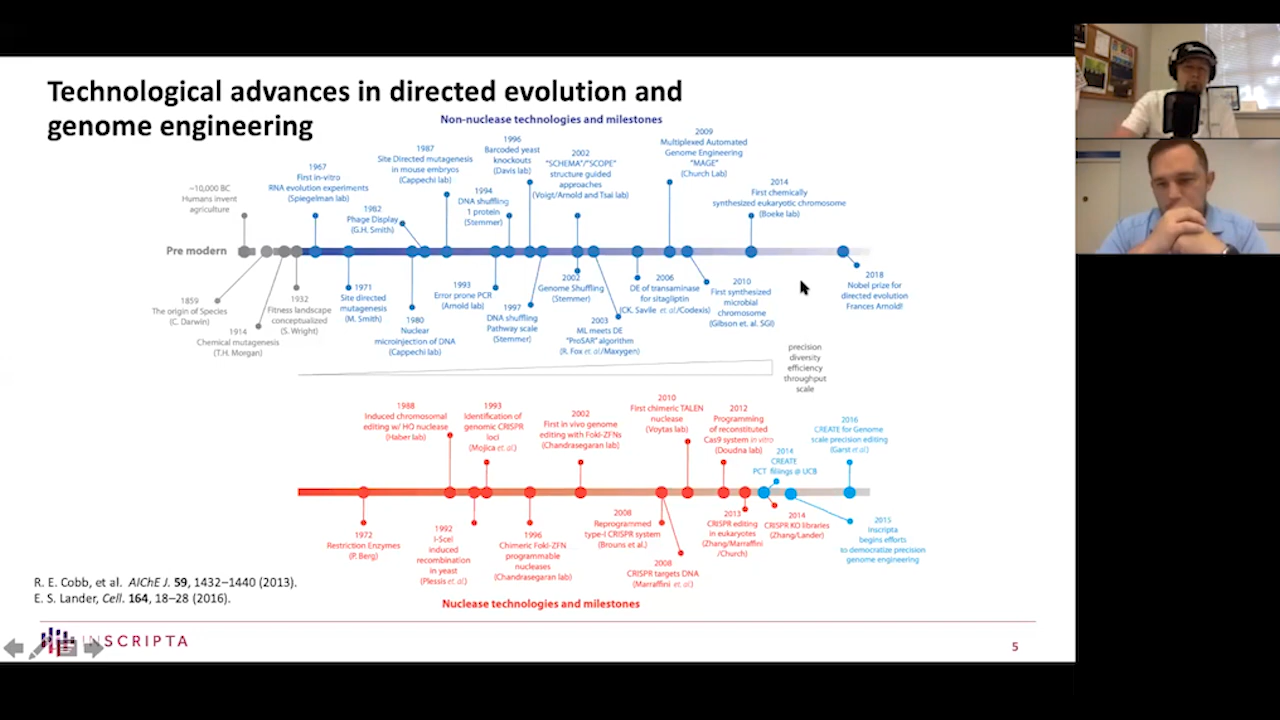 Technological advances in directed evolution and
genome engineering
Non-nuclease technologies and milestones
~10,000 BC
Humans invent
agriculture
1967
First in-vitro
RNA evolution experiments
(Spiegelman lab)
1982
Phage Display
(G.H. Smith)
1987
Site Directed mutagenesis
in mouse embryos
(Cappechi lab)
1994
DNA shuffling
1 protein
(Stemmer)
1996
Barcoded yeast
knockouts
(Davis lab)
2002
"SCHEMA"/"SCOPE"
structure guided
approaches
(Voigt/Arnold and Tsai lab)
2009
Multiplexed Automated
Genome Engineering
"MAGE"
(Church Lab)
2014
First chemically
synthesized eukaryotic chromosome
(Boeke lab)
Pre modern
1859
The origin of Species
(C. Darwin)
1914
Chemical mutagenesis
(T.H. Morgan)
1932
Fitness landscape
conceptualized
(S. Wright)
1971
Site directed
mutagenesis
(M. Smith)
1980
Nuclear
microinjection of DNA
(Cappechi lab)
1993
Error prone PCR
(Arnold lab)
1997
DNA shuffling
Pathway scale
(Stemmer)
2002
Genome Shuffling
(Stemmer)
2003
ML meets DE
"ProSAR" algorithm
(R. Fox et. al/Maxygen)
2006
DE of transaminase
for sitagliptin
(CK. Savile et. al/Codexis)
2010
First synthesized
microbial
chromosome
(Gibson et. al. SGI)
2018
Nobel prize for
directed evolution
Frances Arnold!
precision
diversity
efficiency
throughput
scale
1988
Induced chromosomal
editing w/ HO nuclease
(Haber lab)
1993
Identification of
genomic CRISPR
loci
(Mojica et. al)
2002
First in vivo genome
editing with FokI-ZFNs
(Chandrasegaran lab)
2010
First chimeric TALEN
nuclease
(Voytas lab)
2012
Programming
of reconstituted
Cas9 system in vitro
(Doudna lab)
2014
CREATE
PCT filings @ UCB
2016
CREATE for Genome
scale precision editing
(Garst et. al)
1972
Restriction Enzymes
(P. Berg)
1992
I-SceI
induced
recombination
in yeast
(Plessis et. al)
1996
Chimeric FokI-ZFN
programmable
nucleases
(Chandrasegaran lab)
2008
Reprogrammed
type-I CRISPR system
(Brouns et al.)
2008
CRISPR targets DNA
(Marraffini et. al)
2013
CRISPR editing
in eukaryotes
(Zhang/Marraffini
/Church)
2014
CRISPR KO libraries
(Zhang/Lander)
2015
Inscripta
begins efforts
to democratize precision
genome engineering
Nuclease technologies and milestones
R. E. Cobb, et al. AIChE J. 59, 1432–1440 (2013).
E. S. Lander, Cell. 164, 18–28 (2016).
INSCRIPTA
5